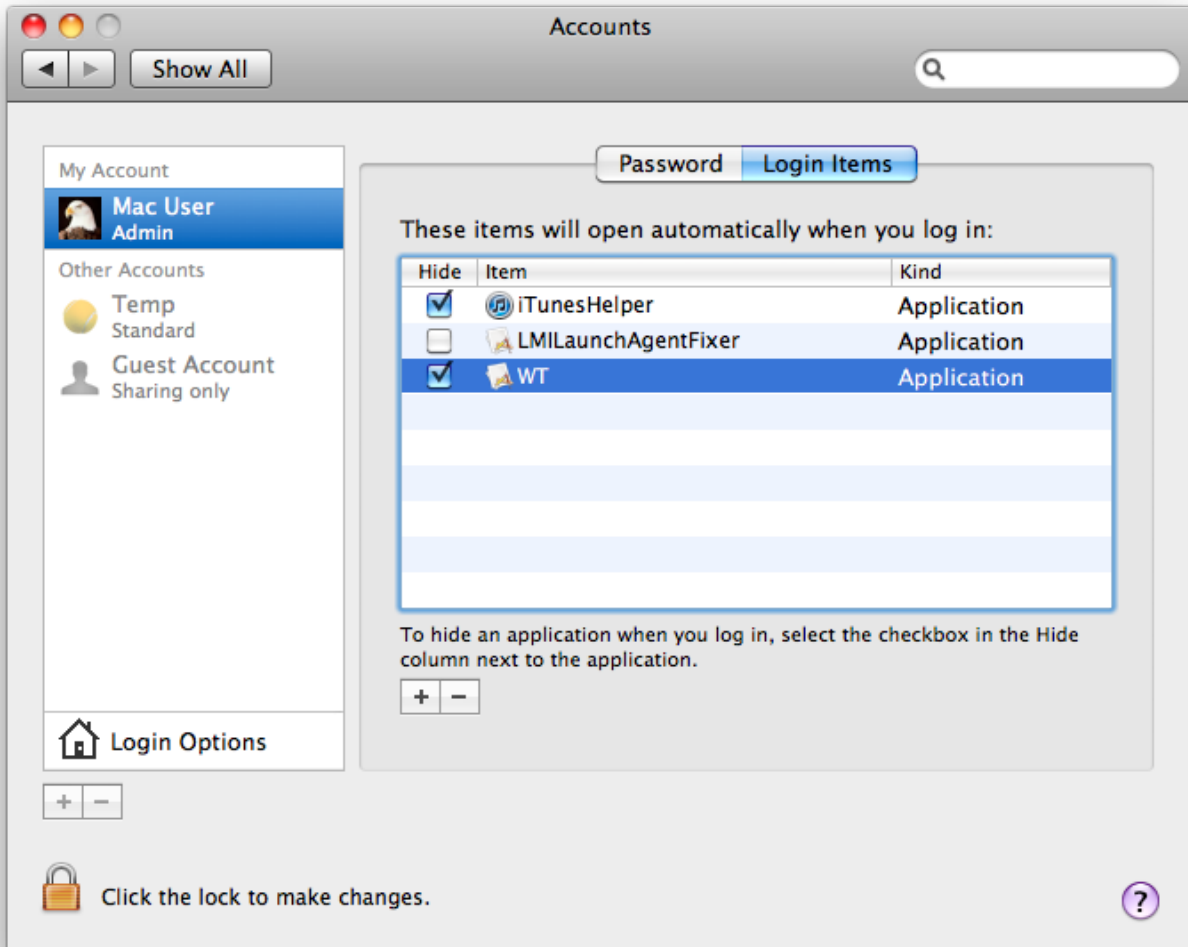 Accounts
Show All
My Account
Mac User
Admin
Other Accounts
Temp
Standard
Guest Account
Sharing only
Login Options
Password Login Items
These items will open automatically when you log in:
Hide Item Kind
iTunesHelper Application
LMILaunchAgentFixer Application
WT Application
To hide an application when you log in, select the checkbox in the Hide
column next to the application.
+ −
+ −
Click the lock to make changes.
?